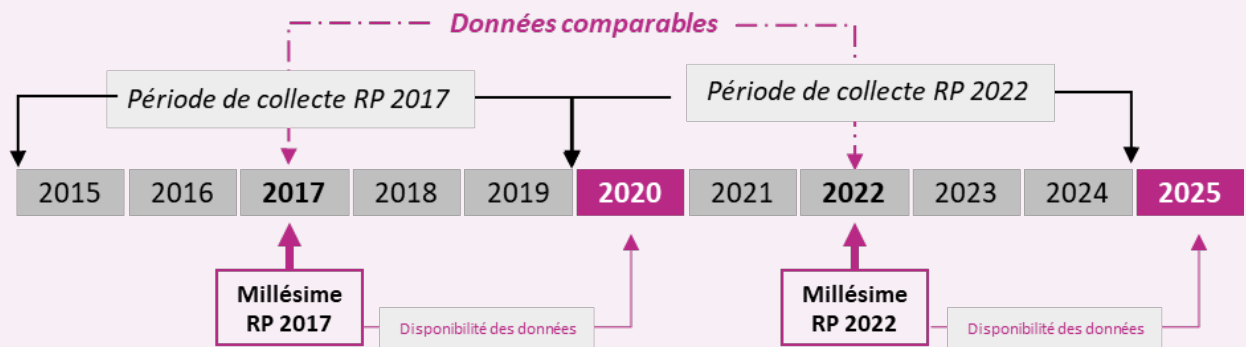 Données comparables
Période de collecte RP 2017
Période de collecte RP 2022
2015 2016 2017 2018 2019 2020 2021 2022 2023 2024 2025
Millésime
RP 2017
Disponibilité des données
Millésime
RP 2022
Disponibilité des données